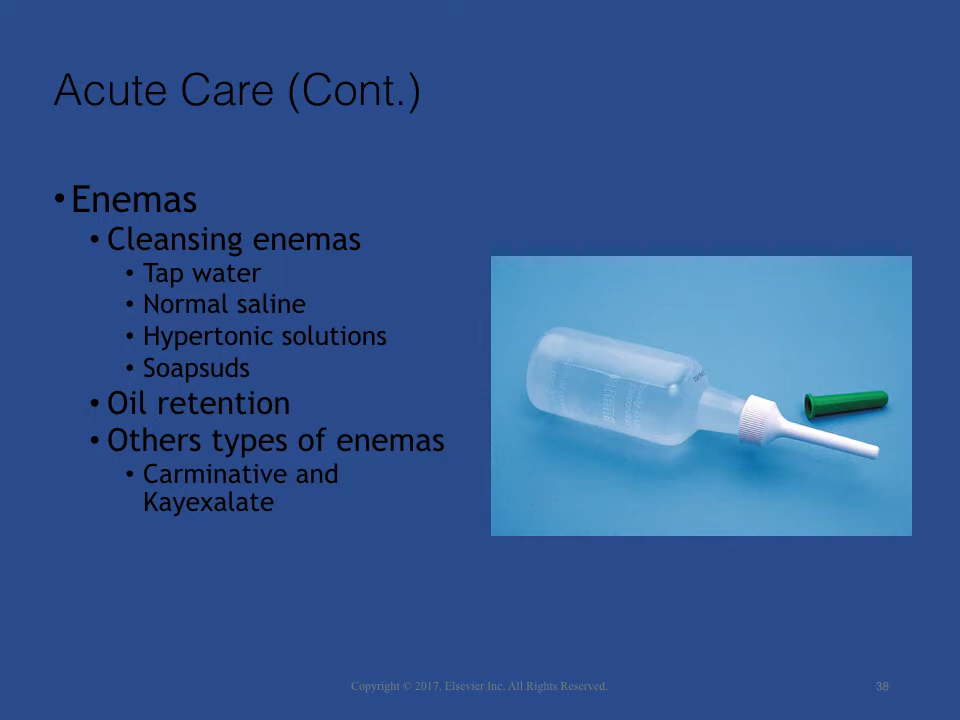 Acute Care (Cont.)
• Enemas
• Cleansing enemas
• Tap water
• Normal saline
• Hypertonic solutions
• Soapsuds
• Oil retention
• Others types of enemas
• Carminative and
Kayexalate
Copyright © 2017, Elsevier Inc. All Rights Reserved.
38